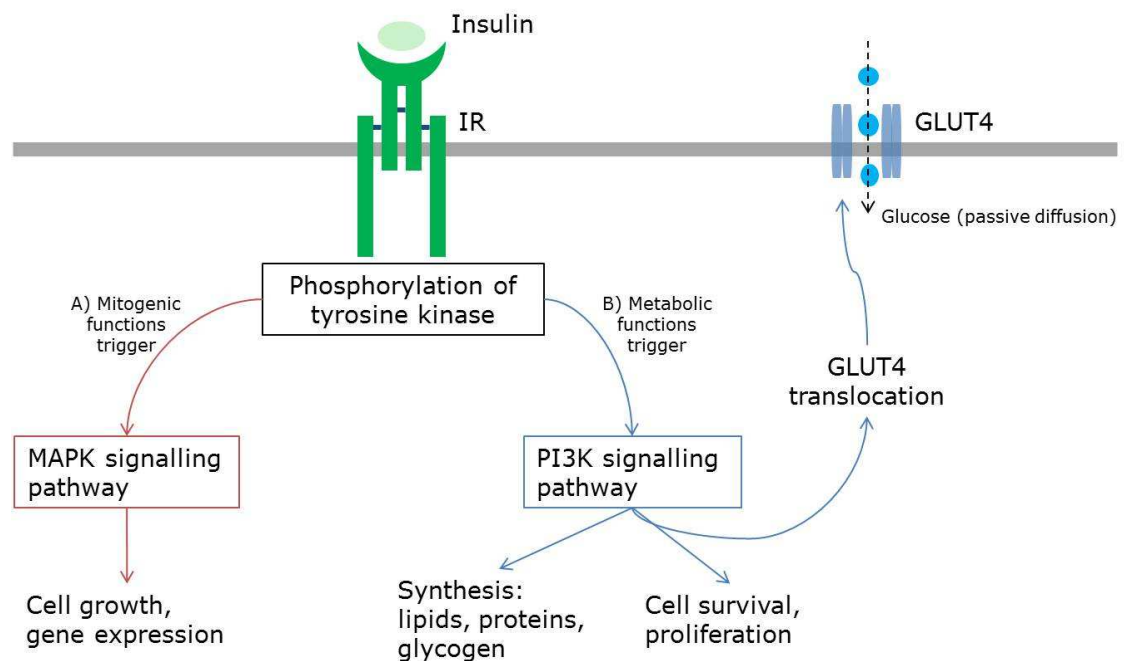 Insulin
IR
GLUT4
Glucose (passive diffusion)
Phosphorylation of
tyrosine kinase
A) Mitogenic
functions
trigger
B) Metabolic
functions
trigger
GLUT4
translocation
MAPK signalling
pathway
PI3K signalling
pathway
Cell growth,
gene expression
Synthesis:
lipids, proteins,
glycogen
Cell survival,
proliferation